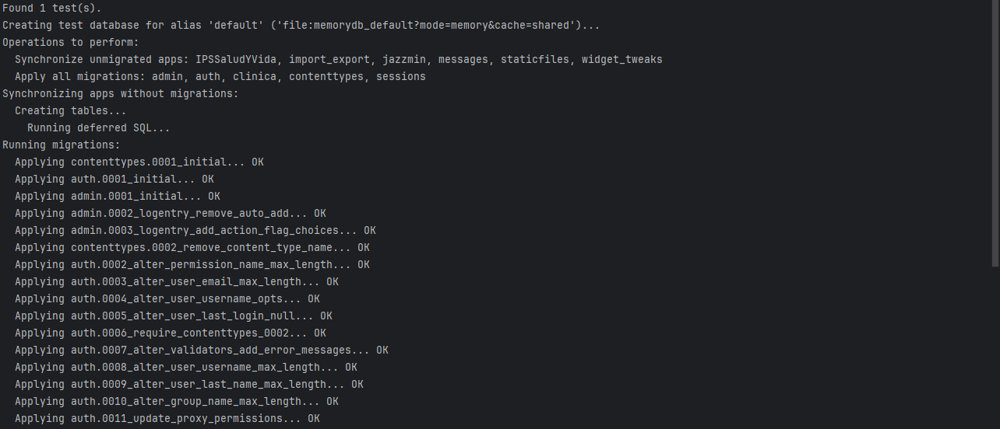 Found 1 test(s).
Creating test database for alias 'default' ('file:memorydb_default?mode=memory&cache=shared')...
Operations to perform:
  Synchronize unmigrated apps: IPSSaludYVida, import_export, jazzmin, messages, staticfiles, widget_tweaks
  Apply all migrations: admin, auth, clinica, contenttypes, sessions
Synchronizing apps without migrations:
  Creating tables...
    Running deferred SQL...
Running migrations:
  Applying contenttypes.0001_initial... OK
  Applying auth.0001_initial... OK
  Applying admin.0001_initial... OK
  Applying admin.0002_logentry_remove_auto_add... OK
  Applying admin.0003_logentry_add_action_flag_choices... OK
  Applying contenttypes.0002_remove_content_type_name... OK
  Applying auth.0002_alter_permission_name_max_length... OK
  Applying auth.0003_alter_user_email_max_length... OK
  Applying auth.0004_alter_user_username_opts... OK
  Applying auth.0005_alter_user_last_login_null... OK
  Applying auth.0006_require_contenttypes_0002... OK
  Applying auth.0007_alter_validators_add_error_messages... OK
  Applying auth.0008_alter_user_username_max_length... OK
  Applying auth.0009_alter_user_last_name_max_length... OK
  Applying auth.0010_alter_group_name_max_length... OK
  Applying auth.0011_update_proxy_permissions... OK